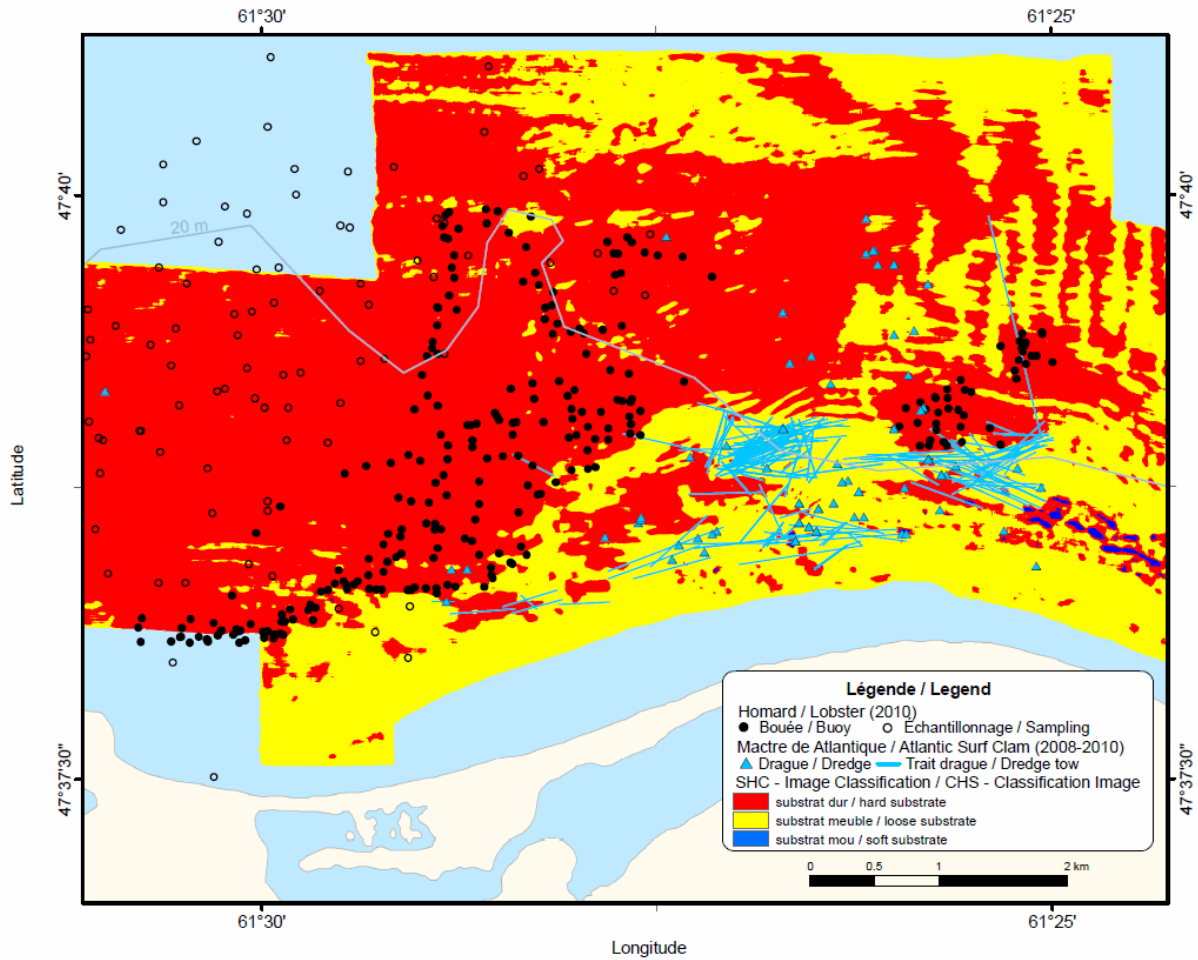 61°30' 61°25'
47°40' 47°40'
20 m
Latitude
Légende / Legend
Homard / Lobster (2010)
Bouée / Buoy Échantillonnage / Sampling
Mactre de Atlantique / Atlantic Surf Clam (2008-2010)
Drague / Dredge Trait drague / Dredge tow
SHC - Image Classification / CHS - Classification Image
substrat dur / hard substrate
substrat meuble / loose substrate
substrat mou / soft substrate
47°37'30" 47°37'30"
0 0.5 1 2 km
61°30' 61°25'
Longitude